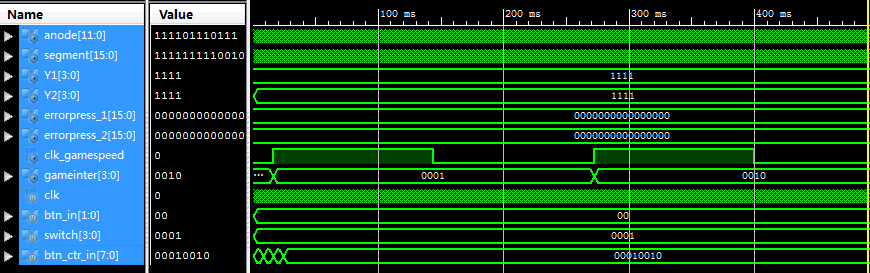 Name Value 100 ms 200 ms 300 ms 400 ms
anode[11:0] 111101110111
segment[15:0] 1111111110010
Y1[3:0] 1111 1111
Y2[3:0] 1111 1111
errorpress_1[15:0] 0000000000000 0000000000000000
errorpress_2[15:0] 0000000000000 0000000000000000
clk_gamespeed 0
gameinter[3:0] 0010 ... 0001 0010
clk 0
btn_in[1:0] 00 00
switch[3:0] 0001 0001
btn_ctr_in[7:0] 00010010 00010010